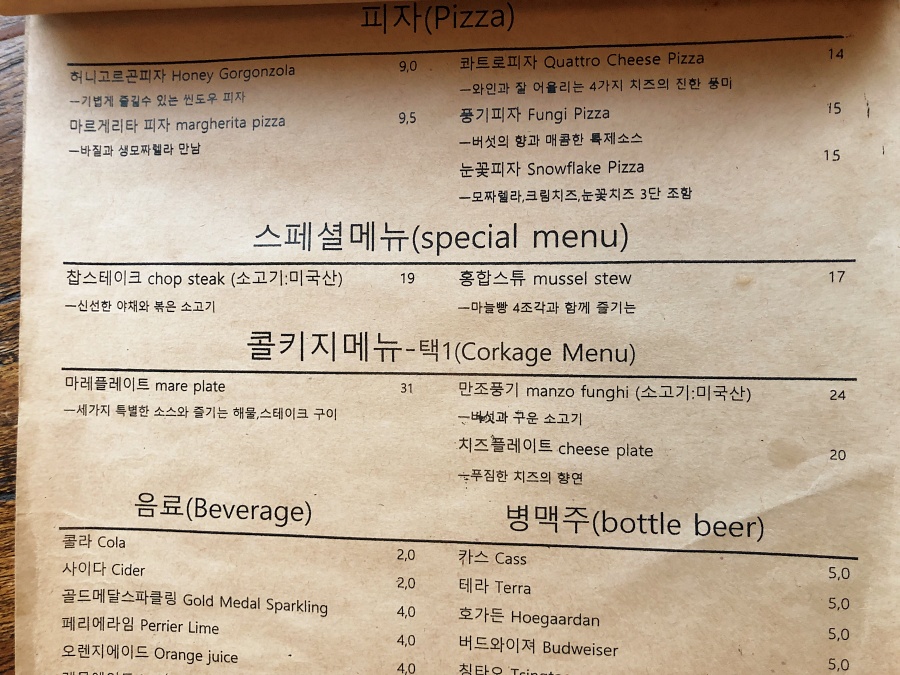 피자(Pizza)
허니고르곤피자 Honey Gorgonzola 9,0
-기볍게 즐길수 있는 씬도우 피자
마르게리타 피자 margherita pizza 9,5
-바질과 생모짜렐라 만남
콰트로피자 Quattro Cheese Pizza 14
-와인과 잘 어울리는 4가지 치즈의 진한 풍미
풍기피자 Fungi Pizza 15
-버섯의 향과 매콤한 특제소스
눈꽃피자 Snowflake Pizza 15
-모짜렐라,크림치즈,눈꽃치즈 3단 조합
스페셜메뉴(special menu)
찹스테이크 chop steak (소고기:미국산) 19
-신선한 야채와 볶은 소고기
홍합스튜 mussel stew 17
-마늘빵 4조각과 함께 즐기는
콜키지메뉴-택1(Corkage Menu)
마레플레이트 mare plate 31
-세가지 특별한 소스와 즐기는 해물,스테이크 구이
만조풍기 manzo funghi (소고기:미국산) 24
-버섯과 구운 소고기
치즈플레이트 cheese plate 20
-푸짐한 치즈의 향연
음료(Beverage)
콜라 Cola 2,0
사이다 Cider 2,0
골드메달스파클링 Gold Medal Sparkling 4,0
페리에라임 Perrier Lime 4,0
오렌지에이드 Orange juice 4,0
병맥주(bottle beer)
카스 Cass 5,0
테라 Terra 5,0
호가든 Hoegaardan 5,0
버드와이져 Budweiser 5,0
칭타오